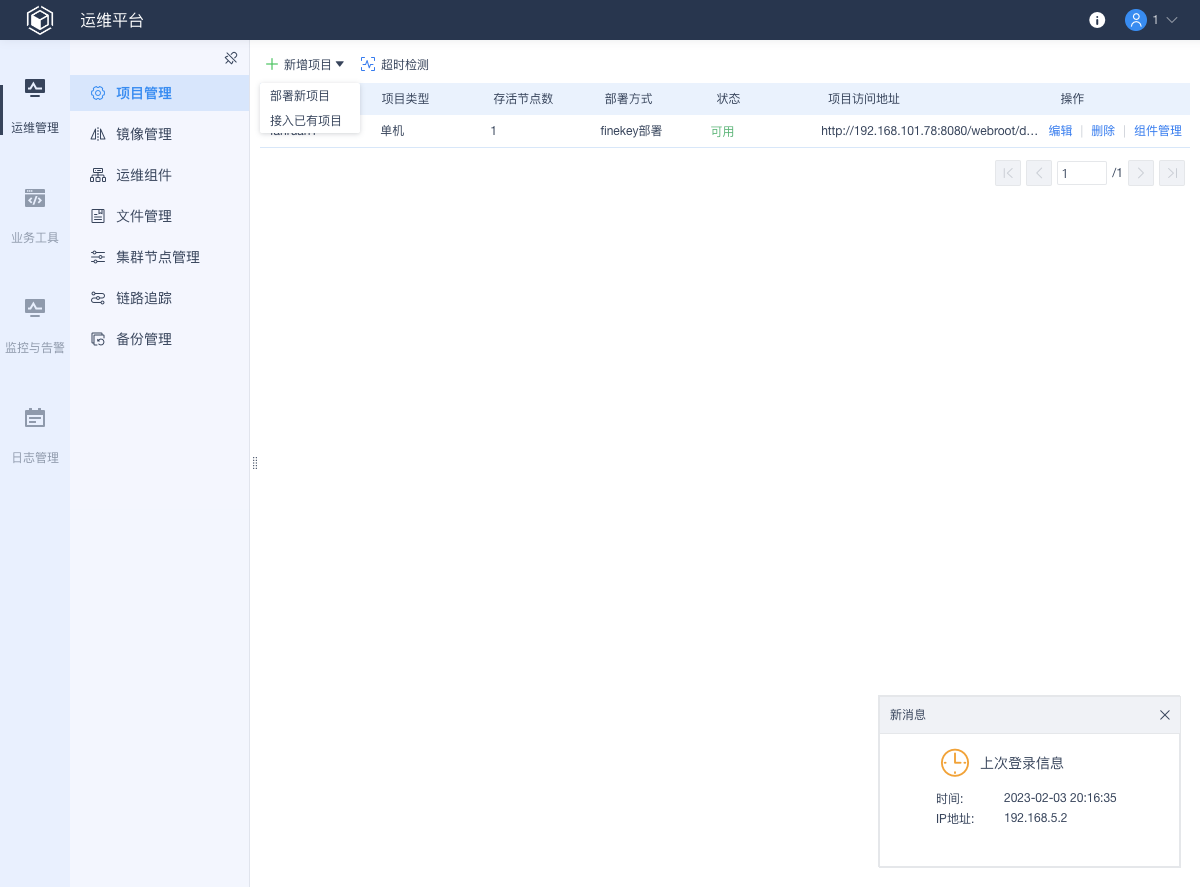 运维平台
1
运维管理
业务工具
监控与告警
日志管理
项目管理
镜像管理
运维组件
文件管理
集群节点管理
链路追踪
备份管理
新增项目 超时检测
部署新项目
接入已有项目
项目类型 存活节点数 部署方式 状态 项目访问地址 操作
单机 1 finekey部署 可用 http://192.168.101.78:8080/webroot/d... 编辑 删除 组件管理
1 /1
新消息
上次登录信息
时间: 2023-02-03 20:16:35
IP地址: 192.168.5.2